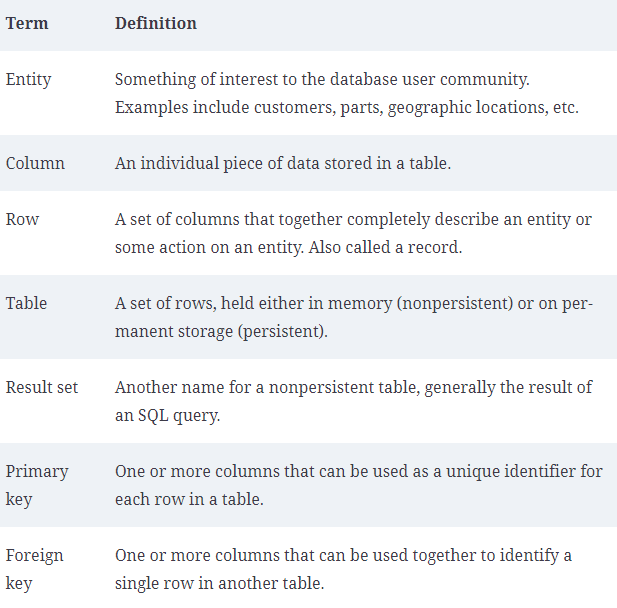 Term Definition
Entity Something of interest to the database user community.
Examples include customers, parts, geographic locations, etc.
Column An individual piece of data stored in a table.
Row A set of columns that together completely describe an entity or
some action on an entity. Also called a record.
Table A set of rows, held either in memory (nonpersistent) or on per-
manent storage (persistent).
Result set Another name for a nonpersistent table, generally the result of
an SQL query.
Primary One or more columns that can be used as a unique identifier for
key each row in a table.
Foreign One or more columns that can be used together to identify a
key single row in another table.